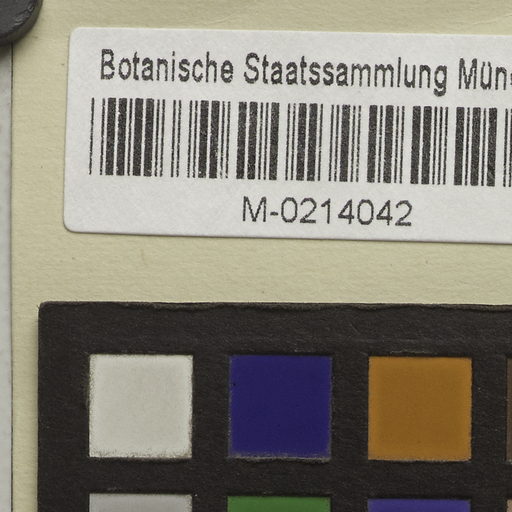 Botanische Staatssammlung Mün
M-0214042